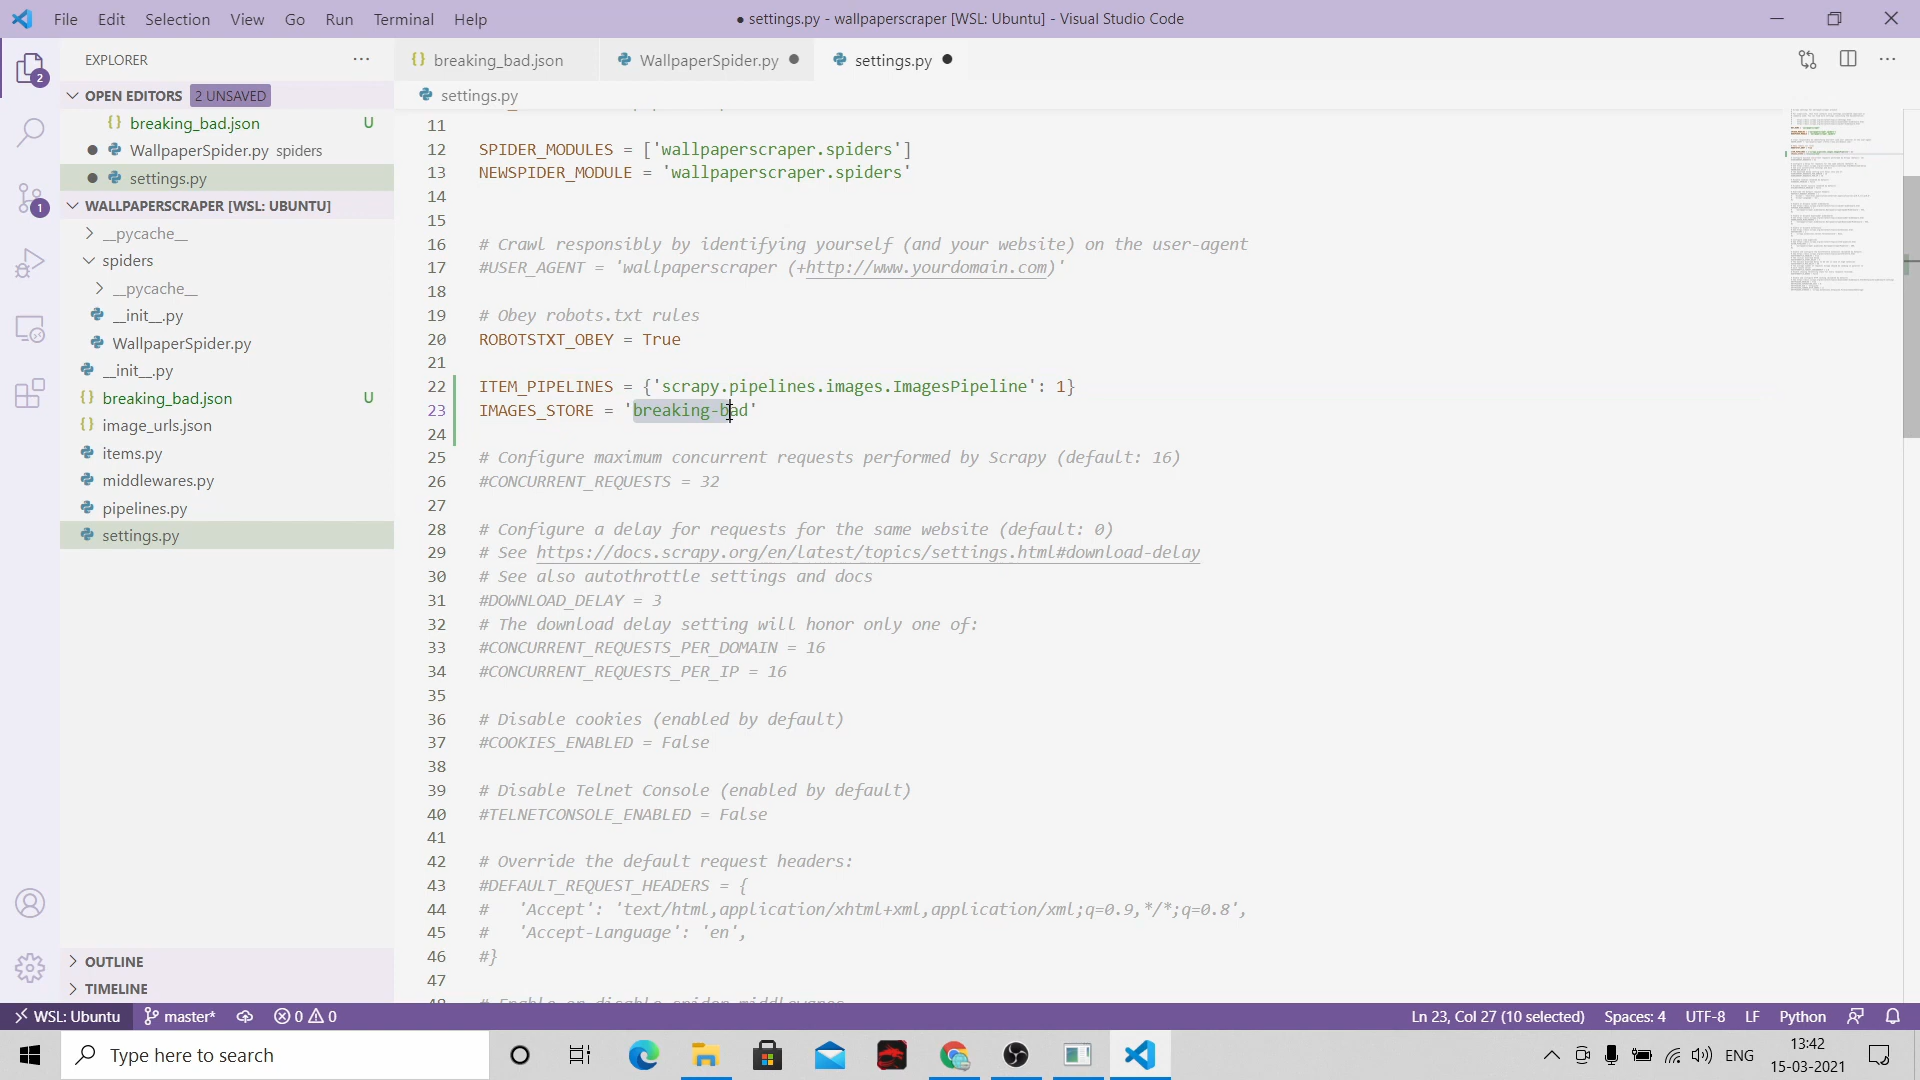 File Edit Selection View Go Run Terminal Help
● settings.py - wallpaperscraper [WSL: Ubuntu] - Visual Studio Code
EXPLORER
breaking_bad.json
WallpaperSpider.py
settings.py
OPEN EDITORS 2 UNSAVED
breaking_bad.json U
WallpaperSpider.py spiders
settings.py
WALLPAPERSCRAPER [WSL: UBUNTU]
__pycache__
spiders
__pycache__
__init__.py
WallpaperSpider.py
__init__.py
breaking_bad.json U
image_urls.json
items.py
middlewares.py
pipelines.py
settings.py
OUTLINE
TIMELINE
2
1
settings.py
11
12 SPIDER_MODULES = ['wallpaperscraper.spiders']
13 NEWSPIDER_MODULE = 'wallpaperscraper.spiders'
14
15
16 # Crawl responsibly by identifying yourself (and your website) on the user-agent
17 #USER_AGENT = 'wallpaperscraper (+http://www.yourdomain.com)'
18
19 # Obey robots.txt rules
20 ROBOTSTXT_OBEY = True
21
22 ITEM_PIPELINES = {'scrapy.pipelines.images.ImagesPipeline': 1}
23 IMAGES_STORE = 'breaking-bad'
24
25 # Configure maximum concurrent requests performed by Scrapy (default: 16)
26 #CONCURRENT_REQUESTS = 32
27
28 # Configure a delay for requests for the same website (default: 0)
29 # See https://docs.scrapy.org/en/latest/topics/settings.html#download-delay
30 # See also autothrottle settings and docs
31 #DOWNLOAD_DELAY = 3
32 # The download delay setting will honor only one of:
33 #CONCURRENT_REQUESTS_PER_DOMAIN = 16
34 #CONCURRENT_REQUESTS_PER_IP = 16
35
36 # Disable cookies (enabled by default)
37 #COOKIES_ENABLED = False
38
39 # Disable Telnet Console (enabled by default)
40 #TELNETCONSOLE_ENABLED = False
41
42 # Override the default request headers:
43 #DEFAULT_REQUEST_HEADERS = {
44 #   'Accept': 'text/html,application/xhtml+xml,application/xml;q=0.9,*/*;q=0.8',
45 #   'Accept-Language': 'en',
46 #}
47
WSL: Ubuntu master* 0 0 Ln 23, Col 27 (10 selected) Spaces: 4 UTF-8 LF Python
Type here to search
ENG
13:42
15-03-2021